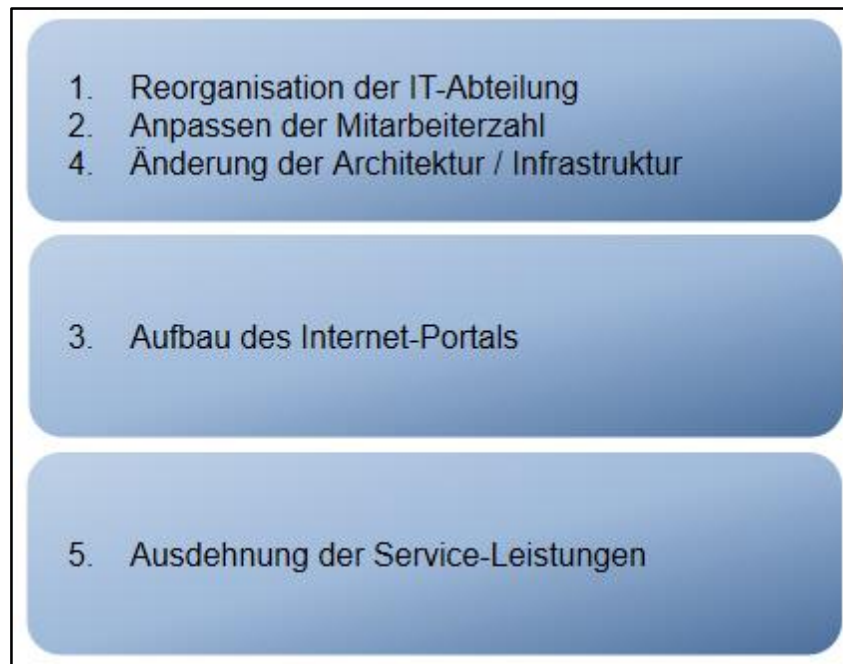 1. Reorganisation der IT-Abteilung
2. Anpassen der Mitarbeiterzahl
4. Änderung der Architektur / Infrastruktur
3. Aufbau des Internet-Portals
5. Ausdehnung der Service-Leistungen